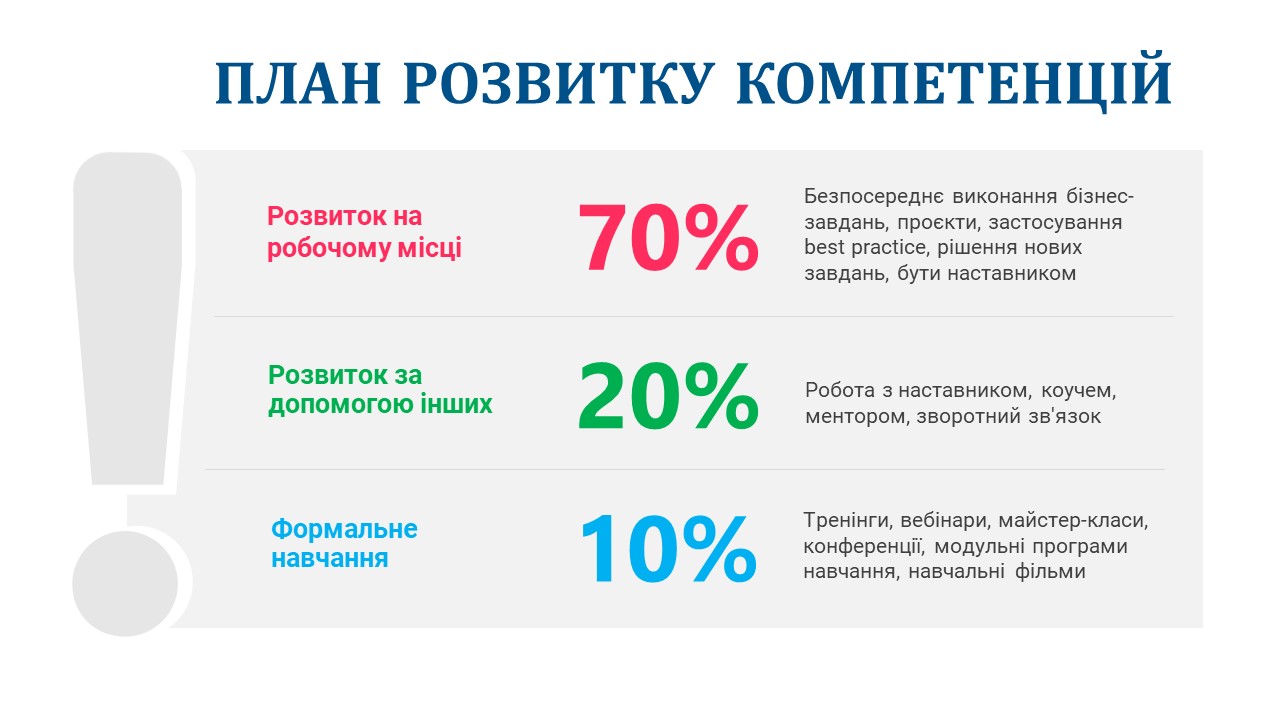 ПЛАН РОЗВИТКУ КОМПЕТЕНЦІЙ
Розвиток на
робочому місці
70%
Безпосереднє виконання бізнес-
завдань, проєкти, застосування
best practice, рішення нових
завдань, бути наставником
Розвиток за
допомогою інших
20%
Робота з наставником, коучем,
ментором, зворотний зв'язок
Формальне
навчання
10%
Тренінги, вебінари, майстер-класи,
конференції, модульні програми
навчання, навчальні фільми